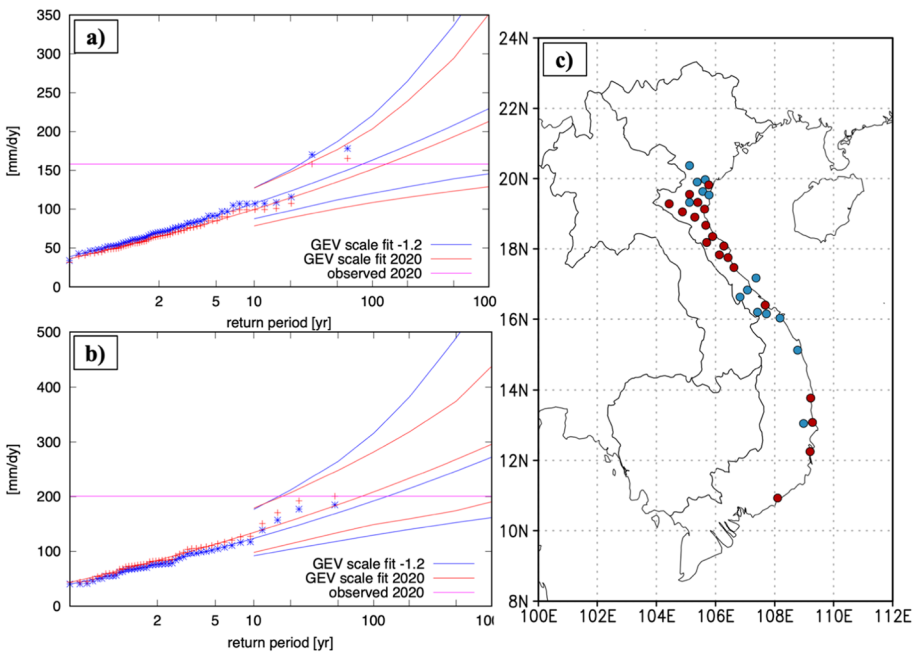 a)
350
300
250
200
150
100
50
0
[mm/dy]
GEV scale fit -1.2
GEV scale fit 2020
observed 2020
2 5 10 100 100
return period [yr]
b)
500
400
300
200
100
0
[mm/dy]
GEV scale fit -1.2
GEV scale fit 2020
observed 2020
2 5 10 100 10
return period [yr]
c)
24N
22N
20N
18N
16N
14N
12N
10N
8N
100E 102E 104E 106E 108E 110E 112E